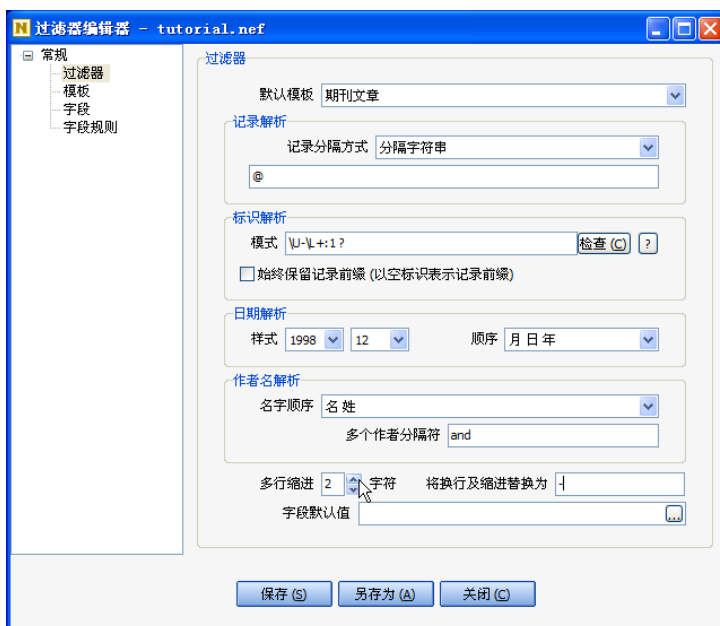 N 过滤器编辑器 - tutorial.nef
常规
过滤器
模板
字段
字段规则
过滤器
默认模板 期刊文章
记录解析
记录分隔方式 分隔字符串
@
标识解析
模式 \U-\L+:1? 检查(C) ?
始终保留记录前缀 (以空标识表示记录前缀)
日期解析
样式 1998 12 顺序 月 日 年
作者名解析
名字顺序 名 姓
多个作者分隔符 and
多行缩进 2 字符 将换行及缩进替换为 -
字段默认值 ...
保存(S) 另存为(A) 关闭(C)